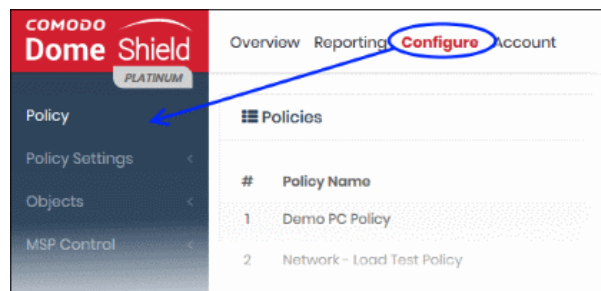 COMODO
Dome Shield
PLATINUM
Overview Reporting Configure Account
Policy
Policy Settings <
Objects <
MSP Control <
Policies
# Policy Name
1 Demo PC Policy
2 Network - Load Test Policy